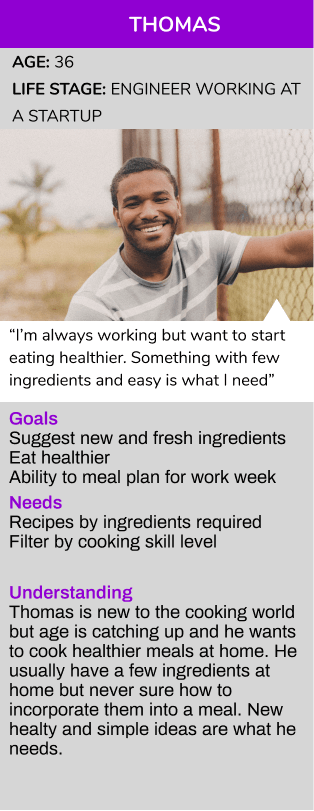 THOMAS
AGE: 36
LIFE STAGE: ENGINEER WORKING AT
A STARTUP
“I’m always working but want to start
eating healthier. Something with few
ingredients and easy is what I need”
Goals
Suggest new and fresh ingredients
Eat healthier
Ability to meal plan for work week
Needs
Recipes by ingredients required
Filter by cooking skill level
Understanding
Thomas is new to the cooking world
but age is catching up and he wants
to cook healthier meals at home. He
usually have a few ingredients at
home but never sure how to
incorporate them into a meal. New
healty and simple ideas are what he
needs.